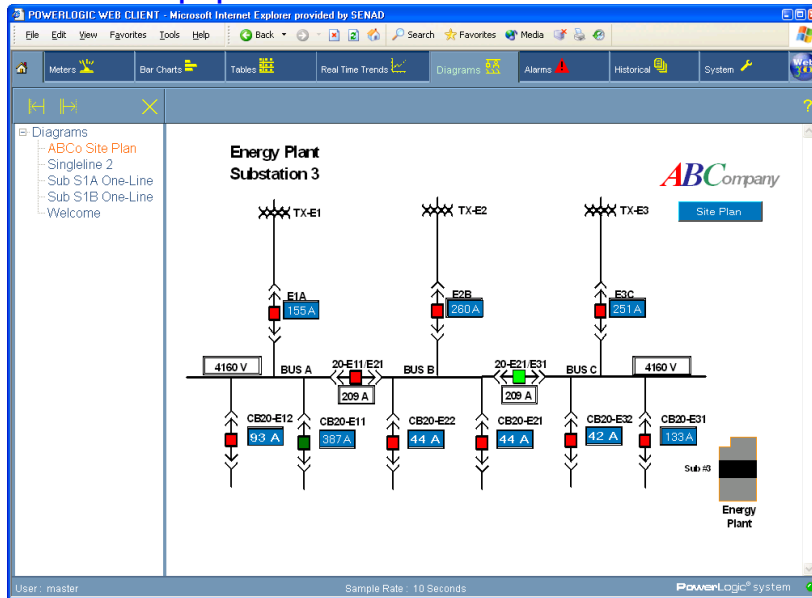 POWERLOGIC WEB CLIENT - Microsoft Internet Explorer provided by SENAD
File Edit View Favorites Tools Help Back Search Favorites Media
Meters Bar Charts Tables Real Time Trends Diagrams Alarms Historical System
?
Diagrams
ABCo Site Plan
Singleline 2
Sub S1A One-Line
Sub S1B One-Line
Welcome
Energy Plant
Substation 3
ABCompany
Site Plan
TX-E1 TX-E2 TX-E3
E1A E2B E3C
155 A 260 A 251 A
4160 V BUS A 20-E11/E21 BUS B 20-E21/E31 BUS C 4160 V
209 A 209 A
CB20-E12 CB20-E11 CB20-E22 CB20-E21 CB20-E32 CB20-E31
93 A 387 A 44 A 44 A 42 A 133 A
Sub #3
Energy
Plant
User : master Sample Rate : 10 Seconds PowerLogic® system